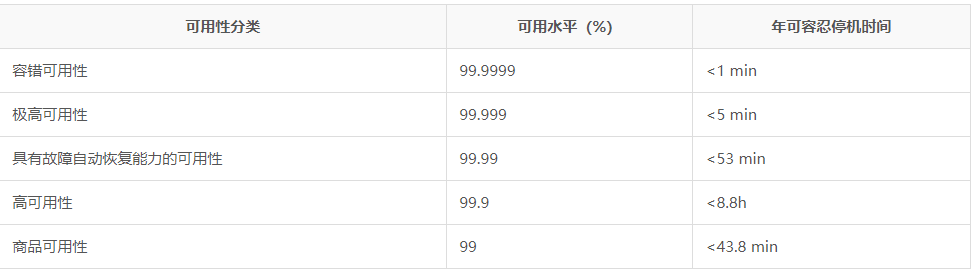 可用性分类 可用水平（%） 年可容忍停机时间
容错可用性 99.9999 <1 min
极高可用性 99.999 <5 min
具有故障自动恢复能力的可用性 99.99 <53 min
高可用性 99.9 <8.8h
商品可用性 99 <43.8 min